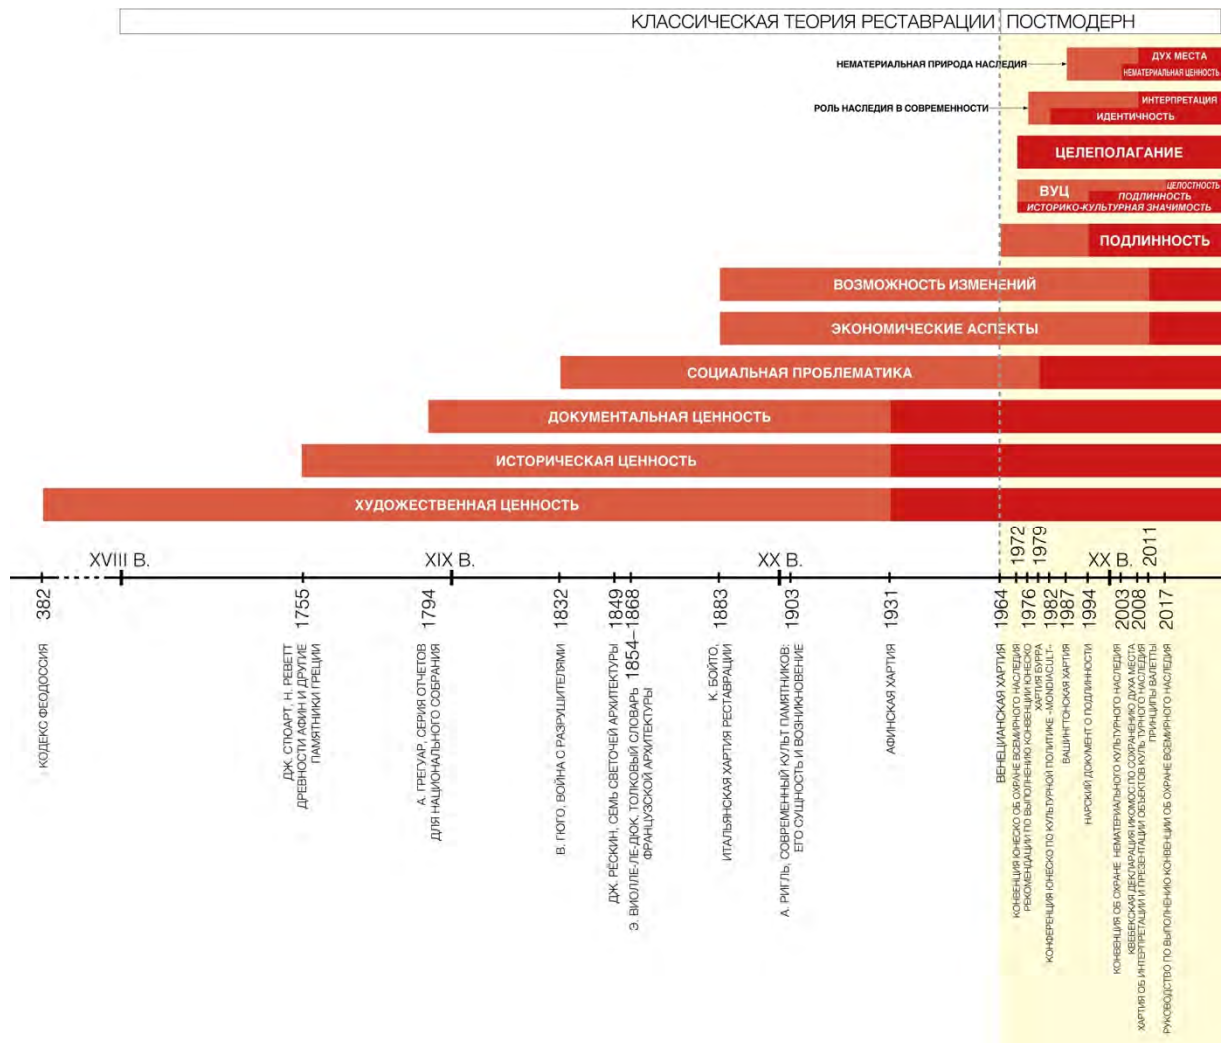 КЛАССИЧЕСКАЯ ТЕОРИЯ РЕСТАВРАЦИИ
ПОСТМОДЕРН
НЕМАТЕРИАЛЬНАЯ ПРИРОДА НАСЛЕДИЯ
ДУХ МЕСТА
НЕМАТЕРИАЛЬНАЯ ЦЕННОСТЬ
РОЛЬ НАСЛЕДИЯ В СОВРЕМЕННОСТИ
ИНТЕРПРЕТАЦИЯ
ИДЕНТИЧНОСТЬ
ЦЕЛЕПОЛАГАНИЕ
ВУЦ
ЦЕЛОСТНОСТЬ
ПОДЛИННОСТЬ
ИСТОРИКО-КУЛЬТУРНАЯ ЗНАЧИМОСТЬ
ПОДЛИННОСТЬ
ВОЗМОЖНОСТЬ ИЗМЕНЕНИЙ
ЭКОНОМИЧЕСКИЕ АСПЕКТЫ
СОЦИАЛЬНАЯ ПРОБЛЕМАТИКА
ДОКУМЕНТАЛЬНАЯ ЦЕННОСТЬ
ИСТОРИЧЕСКАЯ ЦЕННОСТЬ
ХУДОЖЕСТВЕННАЯ ЦЕННОСТЬ
XVIII В.
XIX В.
XX В.
XX В.
382
КОДЕКС ФЕОДОССИЯ
1755
ДЖ. СТЮАРТ, Н. РЕВЕТТ
ДРЕВНОСТИ АФИН И ДРУГИЕ
ПАМЯТНИКИ ГРЕЦИИ
1794
А. ГРЕГУАР, СЕРИЯ ОТЧЕТОВ
ДЛЯ НАЦИОНАЛЬНОГО СОБРАНИЯ
1832
В. ГЮГО, ВОЙНА С РАЗРУШИТЕЛЯМИ
1849
ДЖ. РЁСКИН, СЕМЬ СВЕТОЧЕЙ АРХИТЕКТУРЫ
1854–1868
Э. ВИОЛЛЕ-ЛЕ-ДЮК, ТОЛКОВЫЙ СЛОВАРЬ
ФРАНЦУЗСКОЙ АРХИТЕКТУРЫ
1883
К. БОЙТО,
ИТАЛЬЯНСКАЯ ХАРТИЯ РЕСТАВРАЦИИ
1903
А. РИГЛЬ, СОВРЕМЕННЫЙ КУЛЬТ ПАМЯТНИКОВ:
ЕГО СУЩНОСТЬ И ВОЗНИКНОВЕНИЕ
1931
АФИНСКАЯ ХАРТИЯ
1964
ВЕНЕЦИАНСКАЯ ХАРТИЯ
1972
КОНВЕНЦИЯ ЮНЕСКО ОБ ОХРАНЕ ВСЕМИРНОГО НАСЛЕДИЯ
1976
РЕКОМЕНДАЦИИ ПО ВЫПОЛНЕНИЮ КОНВЕНЦИИ ЮНЕСКО
1979
ХАРТИЯ БУРРА
1982
КОНФЕРЕНЦИЯ ЮНЕСКО ПО КУЛЬТУРНОЙ ПОЛИТИКЕ «MONDIACULT»
1987
ВАШИНГТОНСКАЯ ХАРТИЯ
1994
НАРСКИЙ ДОКУМЕНТ О ПОДЛИННОСТИ
2003
КОНВЕНЦИЯ ОБ ОХРАНЕ НЕМАТЕРИАЛЬНОГО КУЛЬТУРНОГО НАСЛЕДИЯ
2008
КВЕБЕКСКАЯ ДЕКЛАРАЦИЯ ИКОМОС ПО СОХРАНЕНИЮ ДУХА МЕСТА
ХАРТИЯ ОБ ИНТЕРПРЕТАЦИИ И ПРЕЗЕНТАЦИИ ОБЪЕКТОВ КУЛЬТУРНОГО НАСЛЕДИЯ
2011
ПРИНЦИПЫ ВАЛЕТТЫ
2017
РУКОВОДСТВО ПО ВЫПОЛНЕНИЮ КОНВЕНЦИИ ОБ ОХРАНЕ ВСЕМИРНОГО НАСЛЕДИЯ